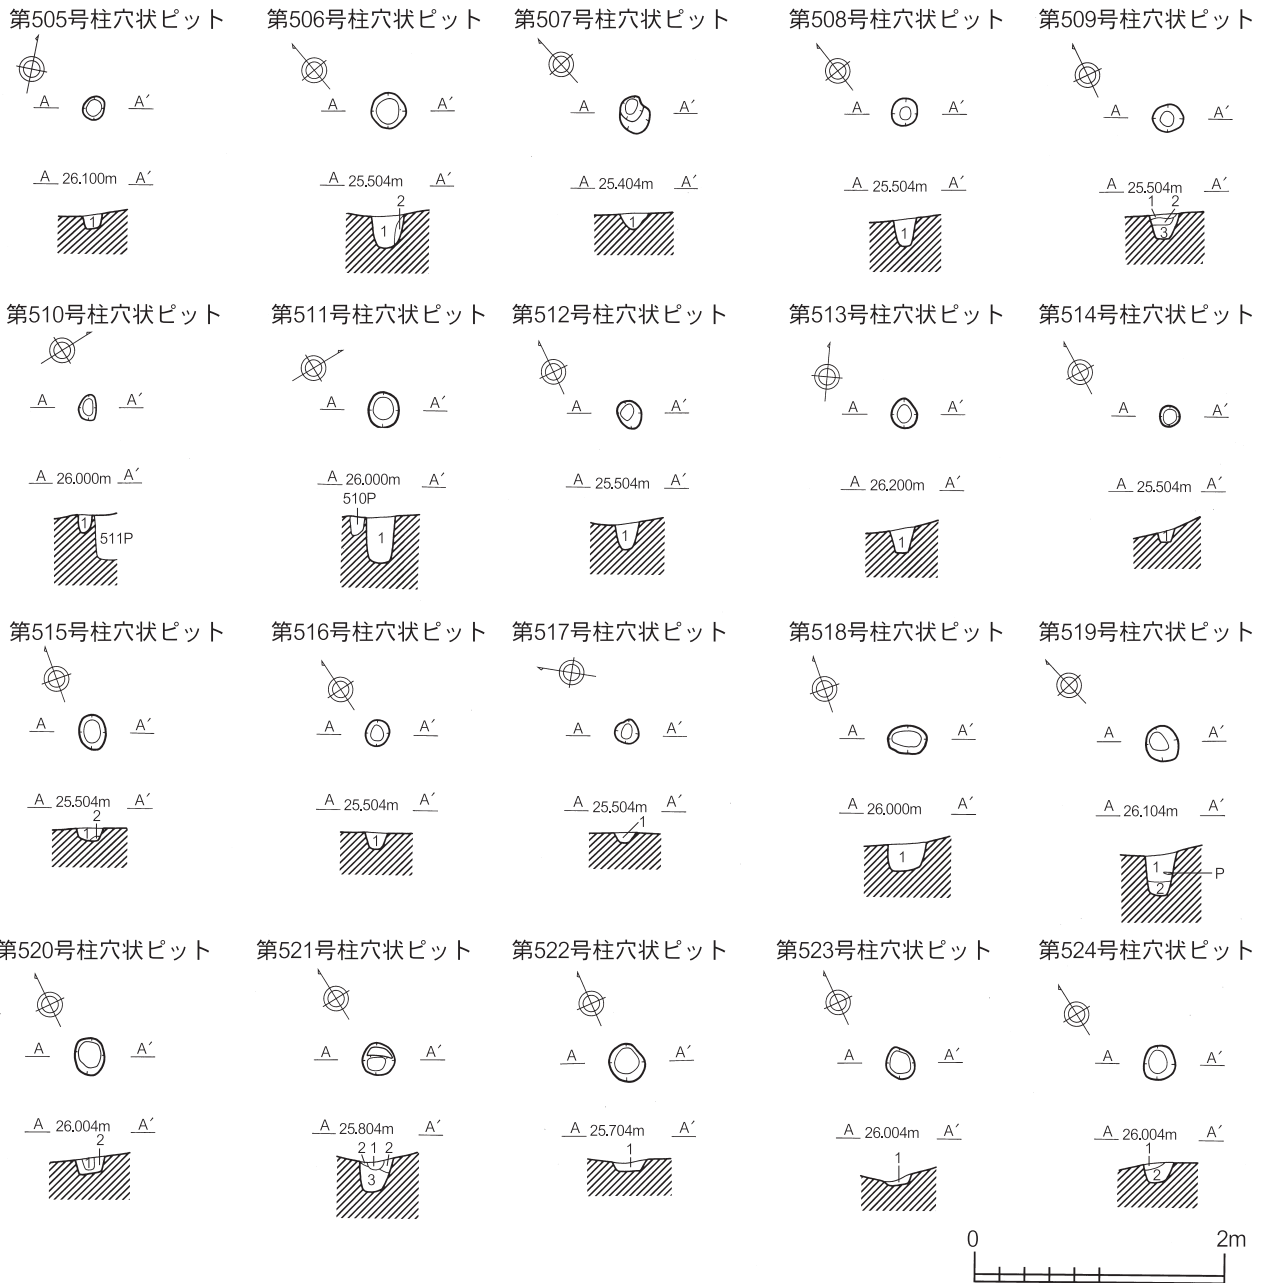 第505号柱穴状ピット 第506号柱穴状ピット 第507号柱穴状ピット 第508号柱穴状ピット 第509号柱穴状ピット
A A′ A A′ A A′ A A′ A A′
A 26.100m A′ A 25.504m A′ A 25.404m A′ A 25.504m A′ A 25.504m A′
1 1 2 1 1 1 2 3
第510号柱穴状ピット 第511号柱穴状ピット 第512号柱穴状ピット 第513号柱穴状ピット 第514号柱穴状ピット
A A′ A A′ A A′ A A′ A A′
A 26.000m A′ A 26.000m A′ A 25.504m A′ A 26.200m A′ A 25.504m A′
1 511P 510P 1 1 1 1
第515号柱穴状ピット 第516号柱穴状ピット 第517号柱穴状ピット 第518号柱穴状ピット 第519号柱穴状ピット
A A′ A A′ A A′ A A′ A A′
A 25.504m A′ A 25.504m A′ A 25.504m A′ A 26.000m A′ A 26.104m A′
1 2 1 1 1 1 2 P
第520号柱穴状ピット 第521号柱穴状ピット 第522号柱穴状ピット 第523号柱穴状ピット 第524号柱穴状ピット
A A′ A A′ A A′ A A′ A A′
A 26.004m A′ A 25.804m A′ A 25.704m A′ A 26.004m A′ A 26.004m A′
1 2 2 1 2 3 1 1 1 2
0 2m